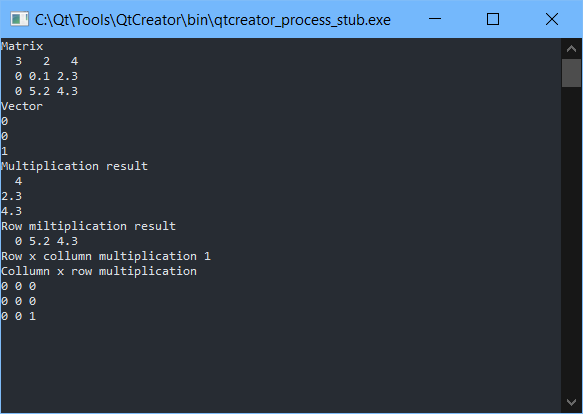 C:\Qt\Tools\QtCreator\bin\qtcreator_process_stub.exe
Matrix
  3   2   4
  0 0.1 2.3
  0 5.2 4.3
Vector
0
0
1
Multiplication result
  4
2.3
4.3
Row miltiplication result
  0 5.2 4.3
Row x collumn multiplication 1
Collumn x row multiplication
0 0 0
0 0 0
0 0 1